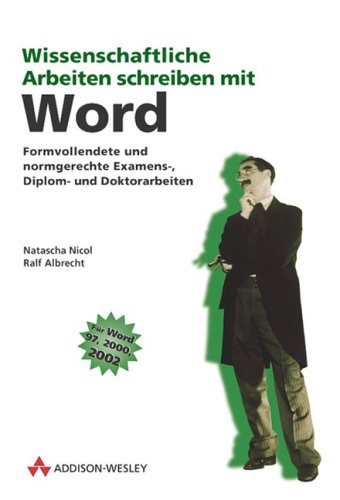 Wissenschaftliche
Arbeiten schreiben mit
Word
Formvollendete und
normgerechte Examens-,
Diplom- und Doktorarbeiten
Natascha Nicol
Ralf Albrecht
Für Word
97, 2000,
2002
ADDISON-WESLEY